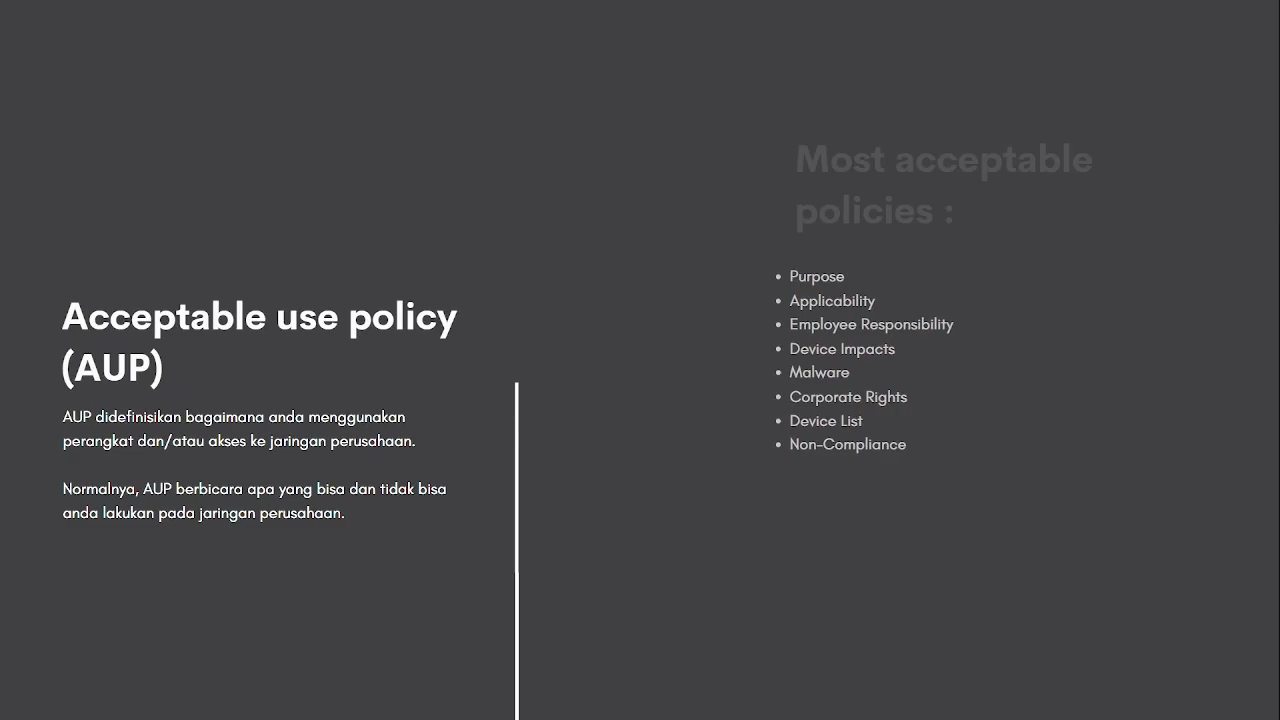 Acceptable use policy
(AUP)
AUP didefinisikan bagaimana anda menggunakan
perangkat dan/atau akses ke jaringan perusahaan.
Normalnya, AUP berbicara apa yang bisa dan tidak bisa
anda lakukan pada jaringan perusahaan.
Most acceptable
policies :
• Purpose
• Applicability
• Employee Responsibility
• Device Impacts
• Malware
• Corporate Rights
• Device List
• Non-Compliance